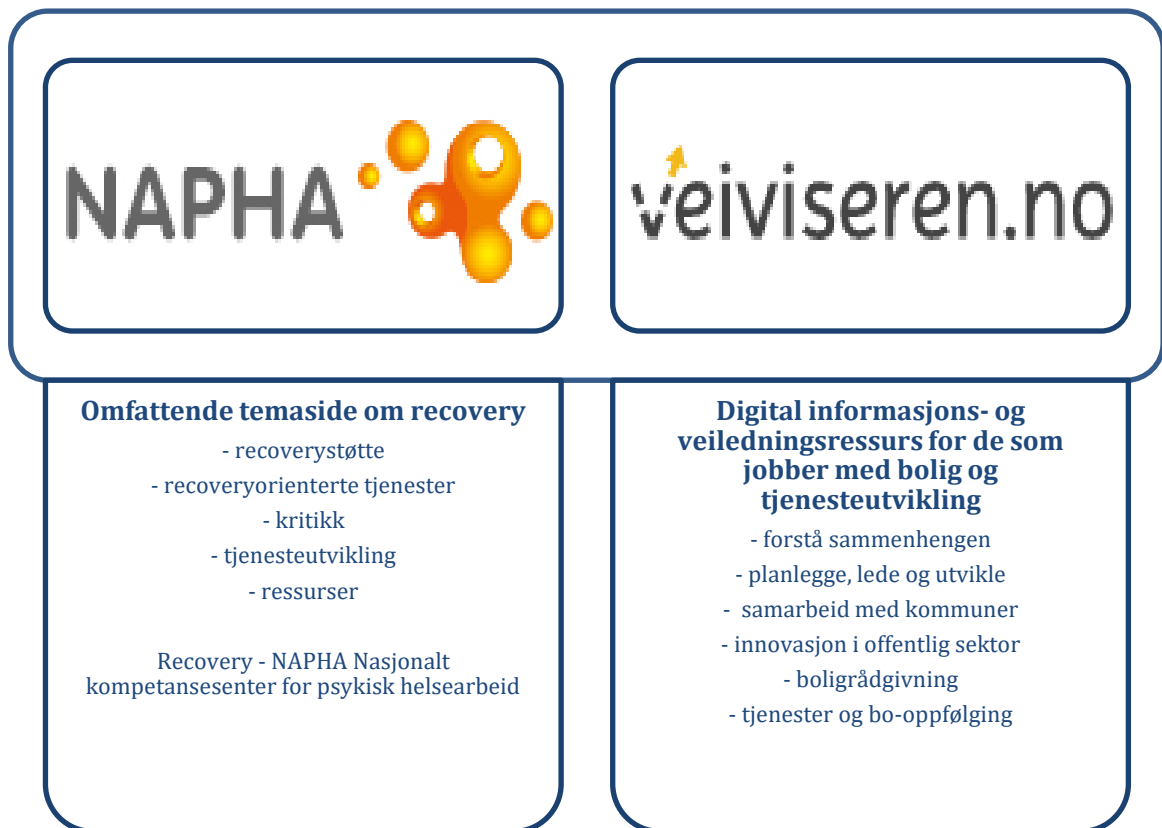 NAPHA
veiviseren.no
Omfattende temaside om recovery
- recoverystøtte
- recoveryorienterte tjenester
- kritikk
- tjenesteutvikling
- ressurser
Recovery - NAPHA Nasjonalt
kompetansesenter for psykisk helsearbeid
Digital informasjons- og
veiledningsressurs for de som
jobber med bolig og
tjenesteutvikling
- forstå sammenhengen
- planlegge, lede og utvikle
- samarbeid med kommuner
- innovasjon i offentlig sektor
- boligrådgivning
- tjenester og bo-oppfølging